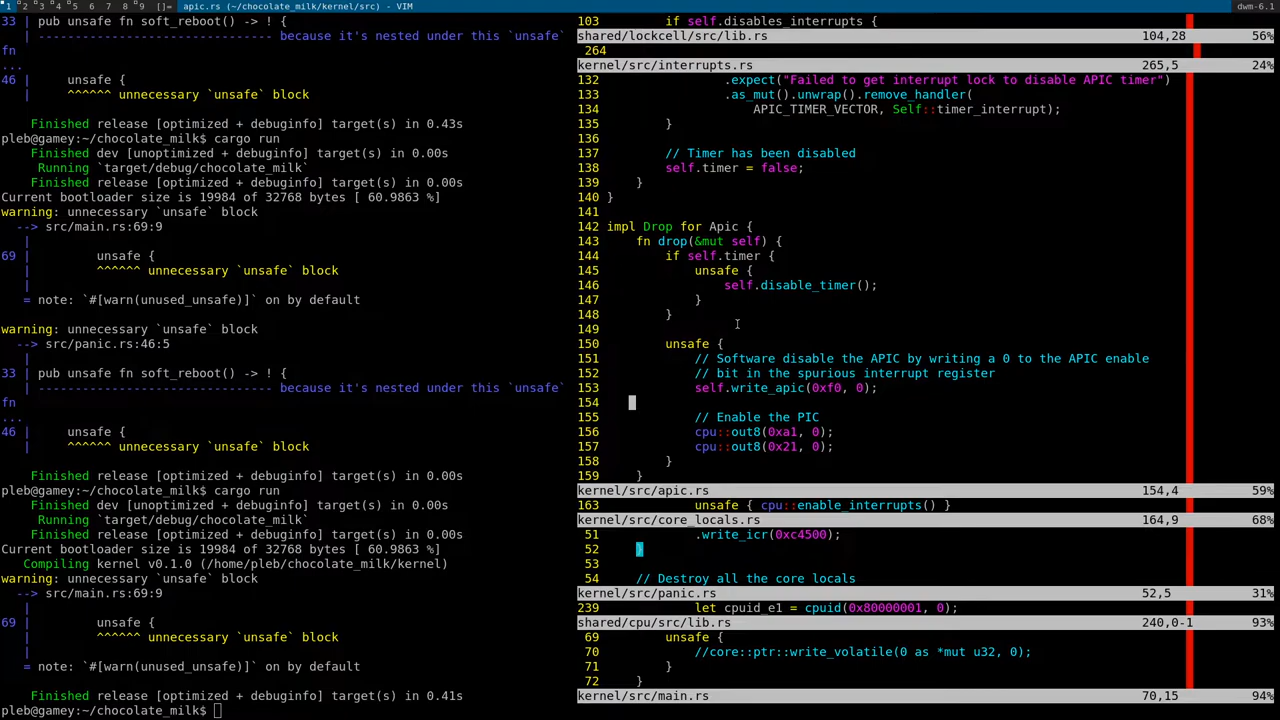 1 2 3 4 5 6 7 8 9 []= apic.rs (~/chocolate_milk/kernel/src) - VIM dwm-6.1
33 | pub unsafe fn soft_reboot() -> ! {
| ------------------------------- because it's nested under this `unsafe`
fn
...
46 | unsafe {
| ^^^^^^ unnecessary `unsafe` block
Finished release [optimized + debuginfo] target(s) in 0.43s
pleb@gamey:~/chocolate_milk$ cargo run
Finished dev [unoptimized + debuginfo] target(s) in 0.00s
Running `target/debug/chocolate_milk`
Finished release [optimized + debuginfo] target(s) in 0.00s
Current bootloader size is 19984 of 32768 bytes [ 60.9863 %]
warning: unnecessary `unsafe` block
--> src/main.rs:69:9
|
69 | unsafe {
| ^^^^^^ unnecessary `unsafe` block
|
= note: `#[warn(unused_unsafe)]` on by default
warning: unnecessary `unsafe` block
--> src/panic.rs:46:5
|
33 | pub unsafe fn soft_reboot() -> ! {
| ------------------------------- because it's nested under this `unsafe`
fn
...
46 | unsafe {
| ^^^^^^ unnecessary `unsafe` block
Finished release [optimized + debuginfo] target(s) in 0.00s
pleb@gamey:~/chocolate_milk$ cargo run
Finished dev [unoptimized + debuginfo] target(s) in 0.00s
Running `target/debug/chocolate_milk`
Finished release [optimized + debuginfo] target(s) in 0.00s
Current bootloader size is 19984 of 32768 bytes [ 60.9863 %]
Compiling kernel v0.1.0 (/home/pleb/chocolate_milk/kernel)
warning: unnecessary `unsafe` block
--> src/main.rs:69:9
|
69 | unsafe {
| ^^^^^^ unnecessary `unsafe` block
|
= note: `#[warn(unused_unsafe)]` on by default
Finished release [optimized + debuginfo] target(s) in 0.41s
pleb@gamey:~/chocolate_milk$
103 if self.disables_interrupts {
shared/lockcell/src/lib.rs 104,28 56%
264
kernel/src/interrupts.rs 265,5 24%
132 .expect("Failed to get interrupt lock to disable APIC timer")
133 .as_mut().unwrap().remove_handler(
134 APIC_TIMER_VECTOR, Self::timer_interrupt);
135 }
136
137 // Timer has been disabled
138 self.timer = false;
139 }
140 }
141
142 impl Drop for Apic {
143 fn drop(&mut self) {
144 if self.timer {
145 unsafe {
146 self.disable_timer();
147 }
148 }
149
150 unsafe {
151 // Software disable the APIC by writing a 0 to the APIC enable
152 // bit in the spurious interrupt register
153 self.write_apic(0xf0, 0);
154
155 // Enable the PIC
156 cpu::out8(0xa1, 0);
157 cpu::out8(0x21, 0);
158 }
159 }
kernel/src/apic.rs 154,4 59%
163 unsafe { cpu::enable_interrupts() }
kernel/src/core_locals.rs 164,9 68%
51 .write_icr(0xc4500);
52 }
53
54 // Destroy all the core locals
kernel/src/panic.rs 52,5 31%
239 let cpuid_e1 = cpuid(0x80000001, 0);
shared/cpu/src/lib.rs 240,0-1 93%
69 unsafe {
70 //core::ptr::write_volatile(0 as *mut u32, 0);
71 }
72 }
kernel/src/main.rs 70,15 94%